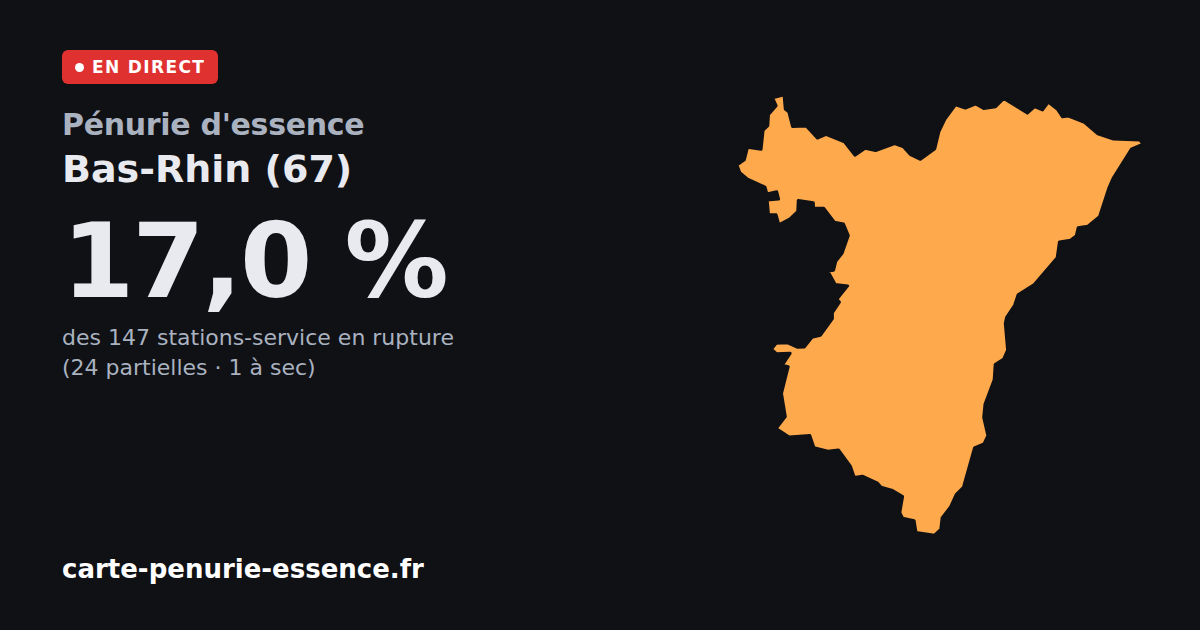 EN DIRECT
Pénurie d'essence
Bas-Rhin (67)
17,0 %
des 147 stations-service en rupture
(24 partielles · 1 à sec)
carte-penurie-essence.fr